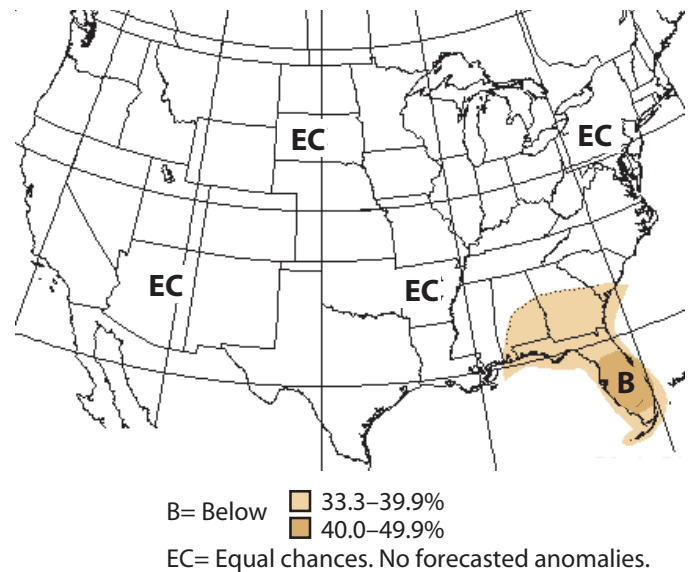 EC
EC
EC
EC
B
B= Below
33.3–39.9%
40.0–49.9%
EC= Equal chances. No forecasted anomalies.